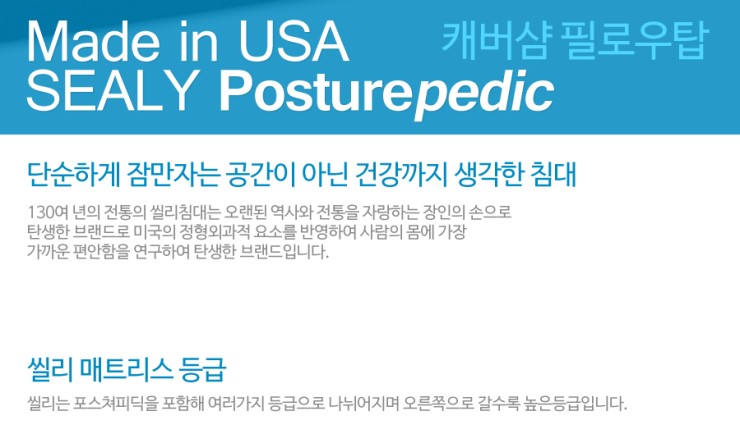 Made in USA
캐버샴 필로우탑
SEALY Posturepedic
단순하게 잠만자는 공간이 아닌 건강까지 생각한 침대
130여 년의 전통의 씰리침대는 오랜된 역사와 전통을 자랑하는 장인의 손으로
탄생한 브랜드로 미국의 정형외과적 요소를 반영하여 사람의 몸에 가장
가까운 편안함을 연구하여 탄생한 브랜드입니다.
씰리 매트리스 등급
씰리는 포스쳐피딕을 포함해 여러가지 등급으로 나뉘어지며 오른쪽으로 갈수록 높은등급입니다.